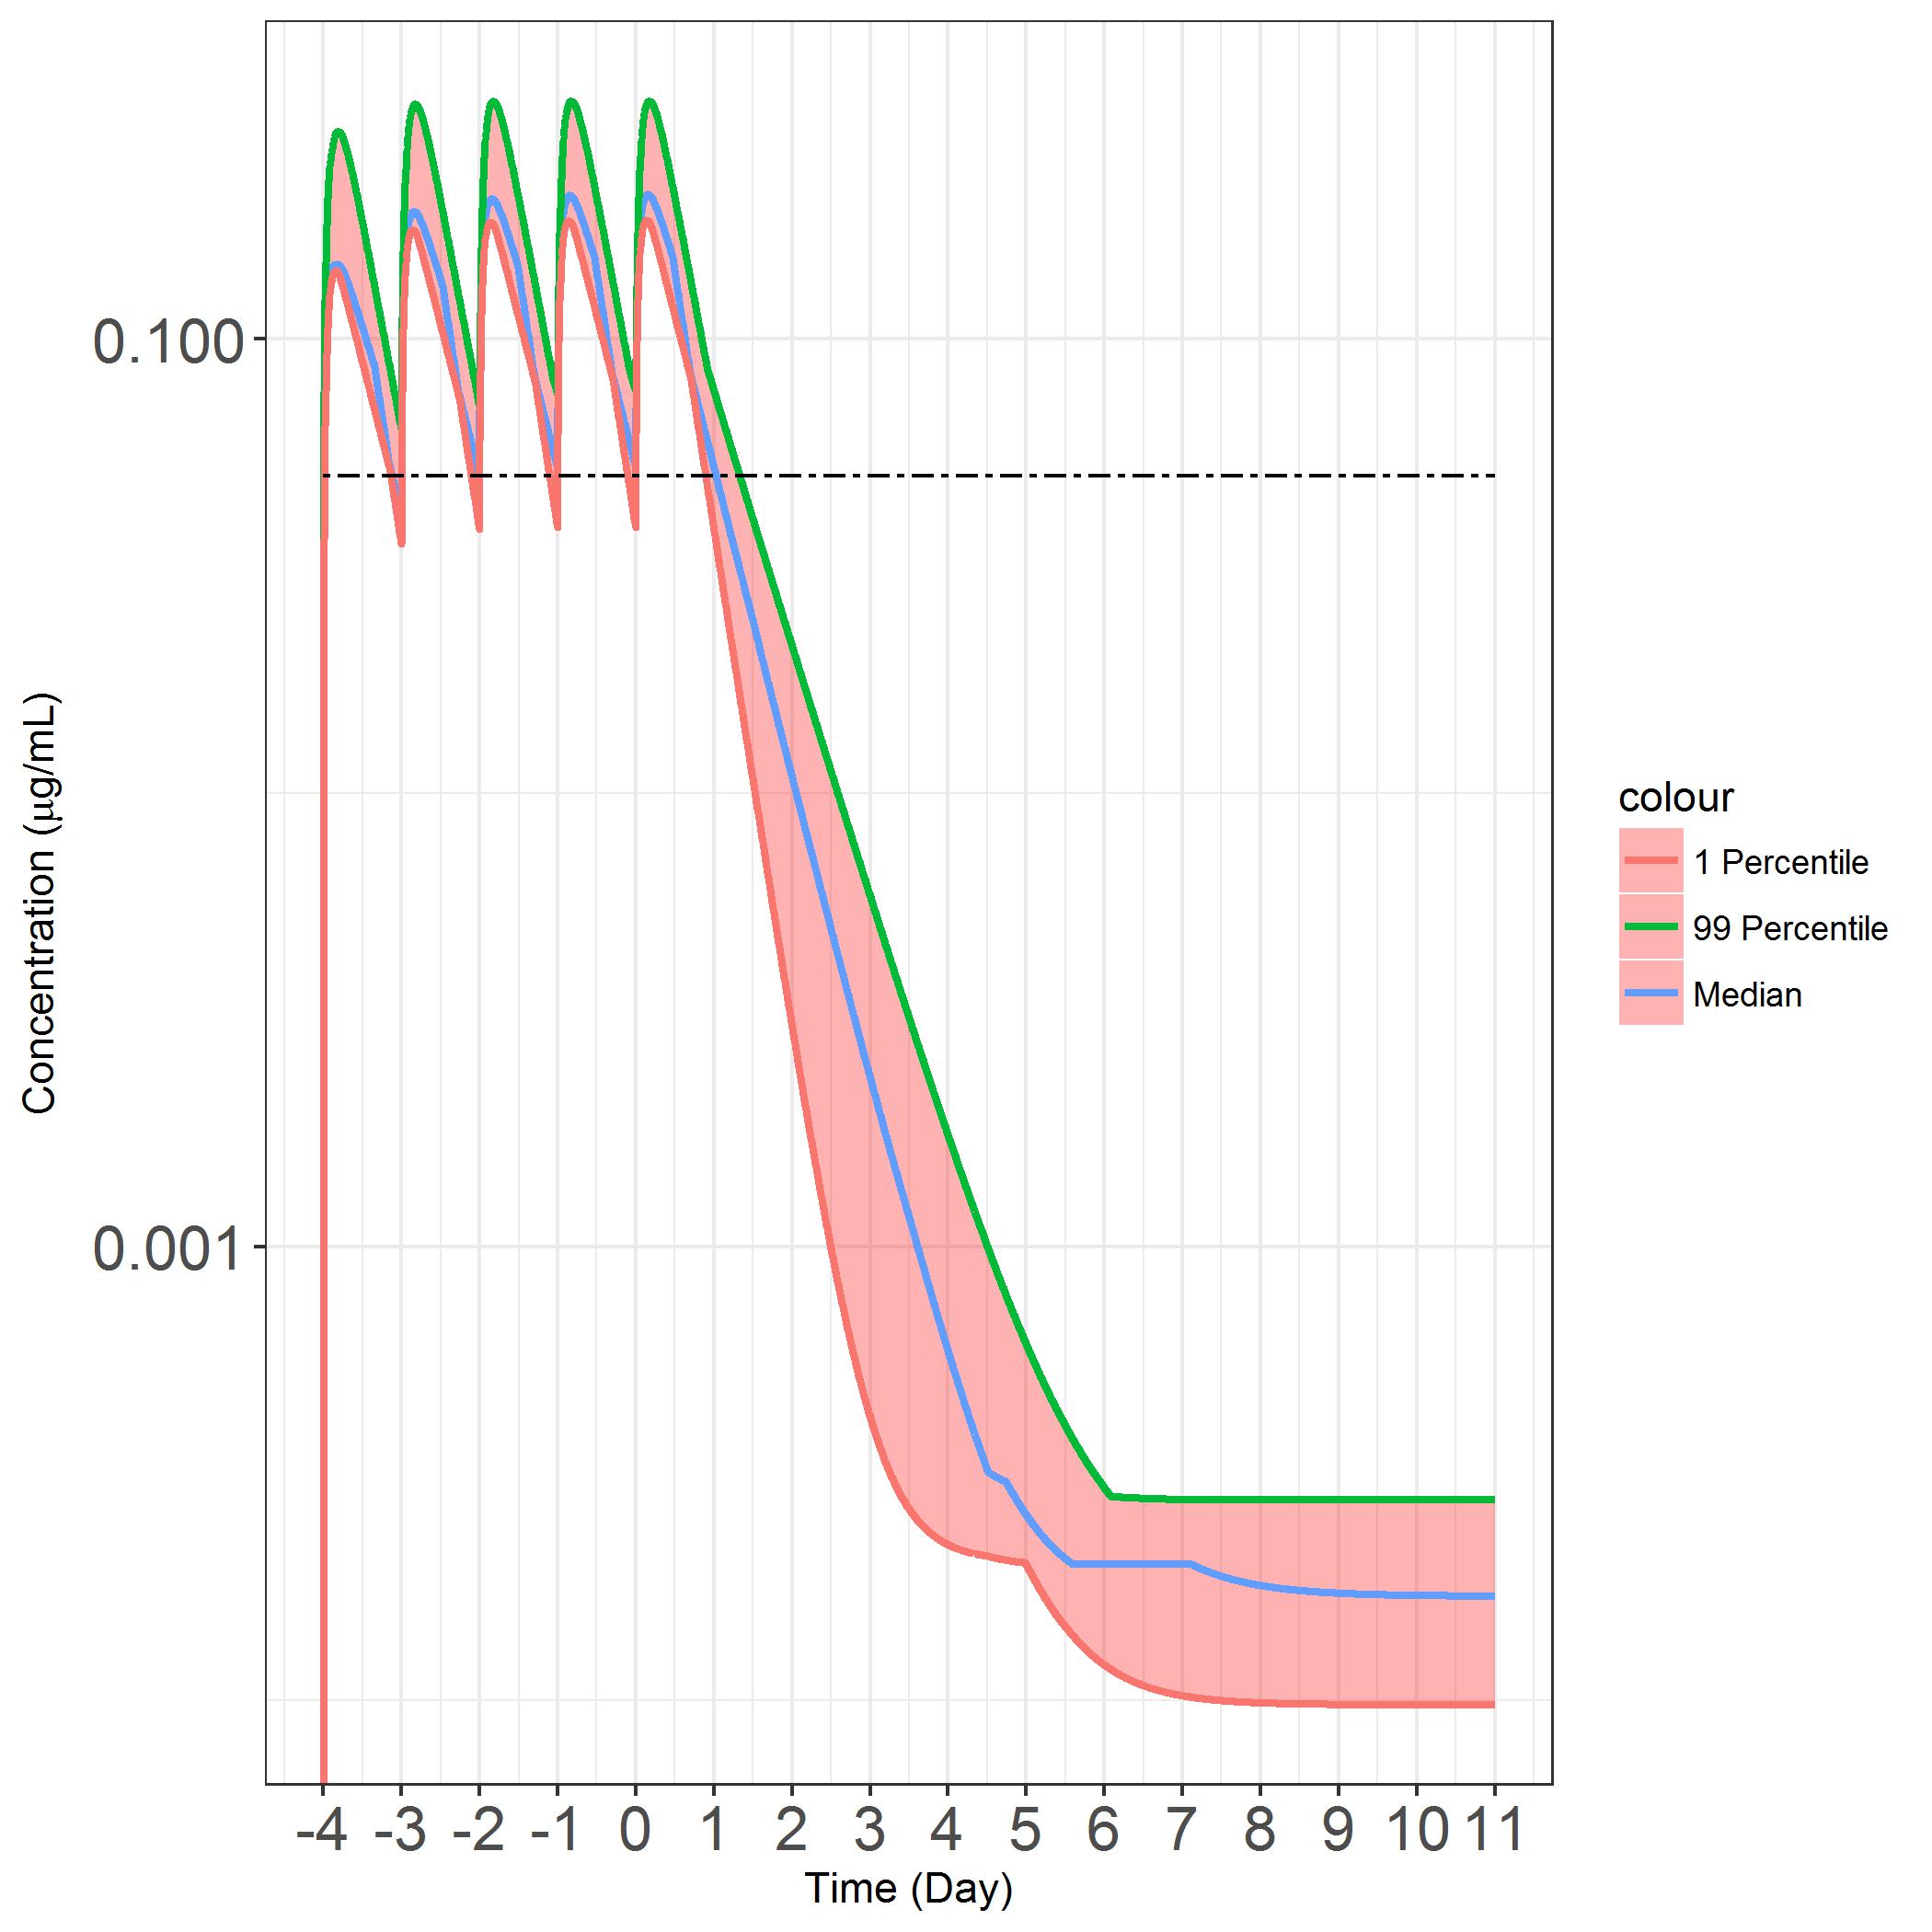 0.100
0.001
Concentration (µg/mL)
-4 -3 -2 -1 0 1 2 3 4 5 6 7 8 9 10 11
Time (Day)
colour
1 Percentile
99 Percentile
Median